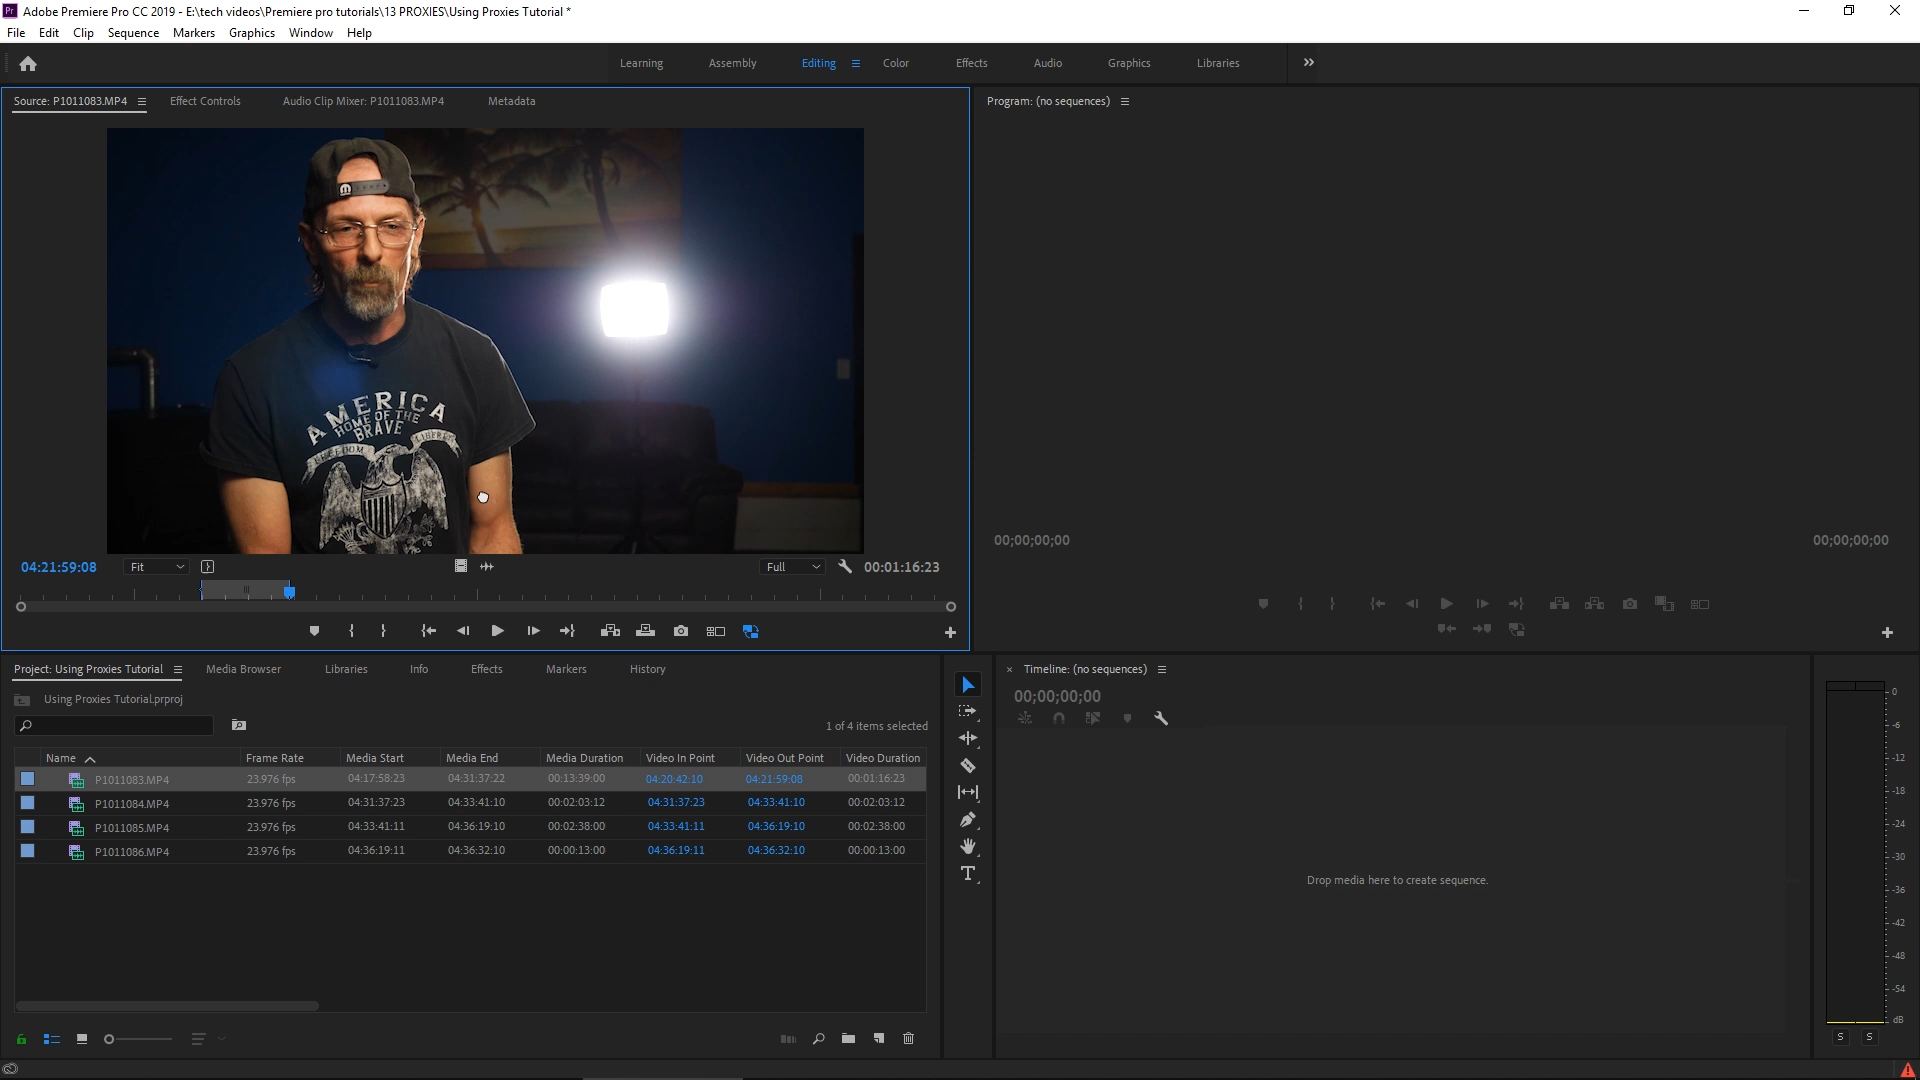 Pr Adobe Premiere Pro CC 2019 - E:\tech videos\Premiere pro tutorials\13 PROXIES\Using Proxies Tutorial *
File Edit Clip Sequence Markers Graphics Window Help
Learning Assembly Editing Color Effects Audio Graphics Libraries
Source: P1011083.MP4 Effect Controls Audio Clip Mixer: P1011083.MP4 Metadata
Program: (no sequences)
AMERICA
HOME OF THE
BRAVE
FREEDOM LIBERTY
04:21:59:08 Fit Full 00:01:16:23
00;00;00;00 00;00;00;00
Project: Using Proxies Tutorial Media Browser Libraries Info Effects Markers History
Using Proxies Tutorial.prproj
1 of 4 items selected
Name Frame Rate Media Start Media End Media Duration Video In Point Video Out Point Video Duration
P1011083.MP4 23.976 fps 04:17:58:23 04:31:37:22 00:13:39:00 04:20:42:10 04:21:59:08 00:01:16:23
P1011084.MP4 23.976 fps 04:31:37:23 04:33:41:10 00:02:03:12 04:31:37:23 04:33:41:10 00:02:03:12
P1011085.MP4 23.976 fps 04:33:41:11 04:36:19:10 00:02:38:00 04:33:41:11 04:36:19:10 00:02:38:00
P1011086.MP4 23.976 fps 04:36:19:11 04:36:32:10 00:00:13:00 04:36:19:11 04:36:32:10 00:00:13:00
T
× Timeline: (no sequences)
00;00;00;00
Drop media here to create sequence.
0
-6
-12
-18
-24
-30
-36
-42
-48
-54
dB
S S